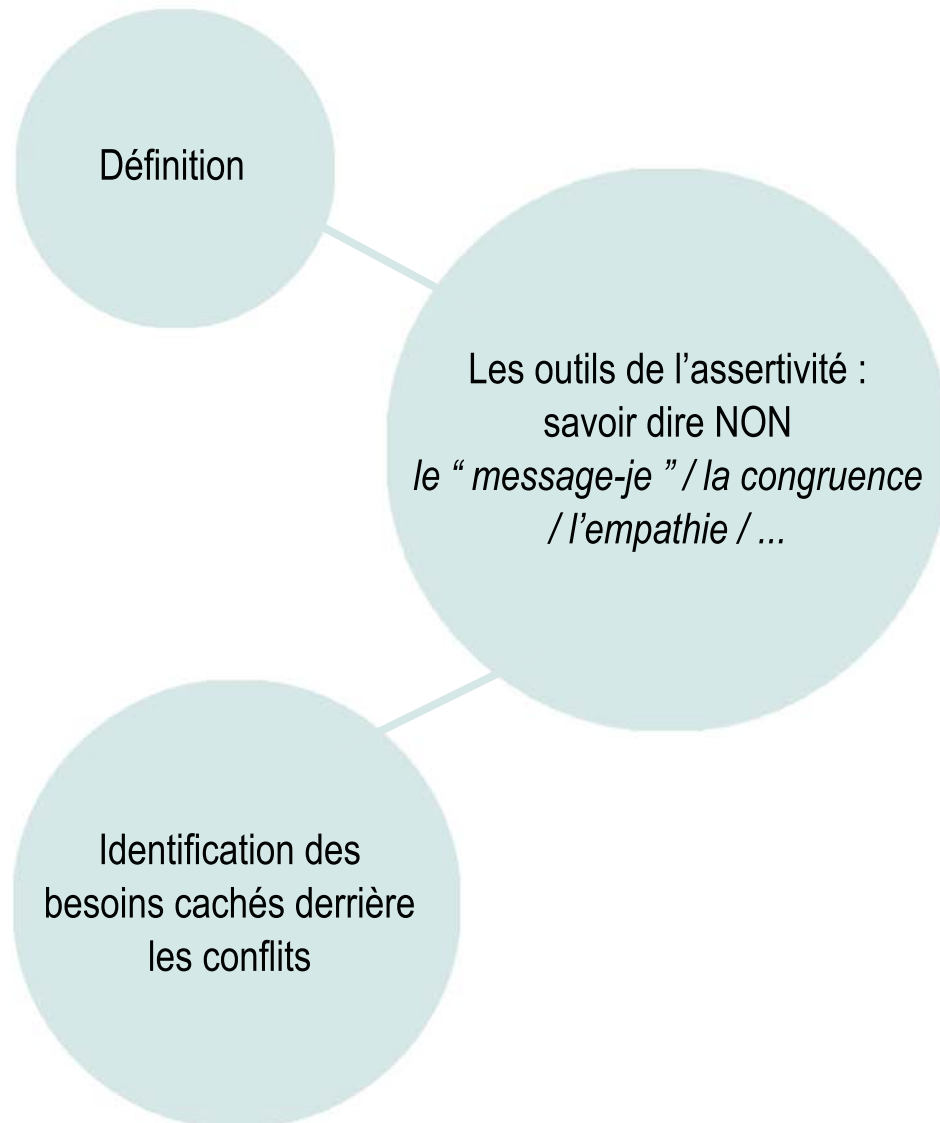 Définition
Les outils de l’assertivité :
savoir dire NON
le “ message-je ” / la congruence
/ l’empathie / ...
Identification des
besoins cachés derrière
les conflits